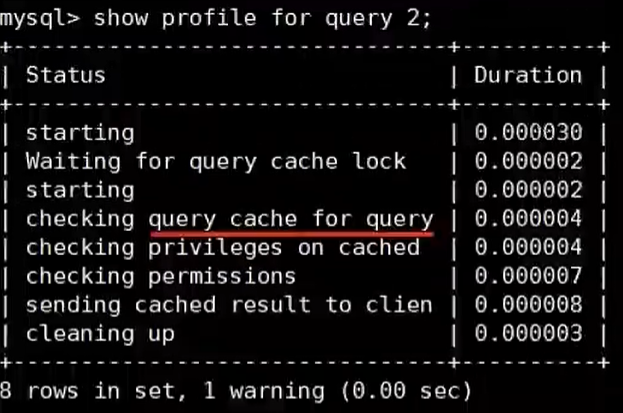 mysql> show profile for query 2;
+--------------------------------+----------+
| Status                         | Duration |
+--------------------------------+----------+
| starting                       | 0.000030 |
| Waiting for query cache lock   | 0.000002 |
| starting                       | 0.000002 |
| checking query cache for query | 0.000004 |
| checking privileges on cached  | 0.000004 |
| checking permissions           | 0.000007 |
| sending cached result to clien | 0.000008 |
| cleaning up                    | 0.000003 |
+--------------------------------+----------+
8 rows in set, 1 warning (0.00 sec)